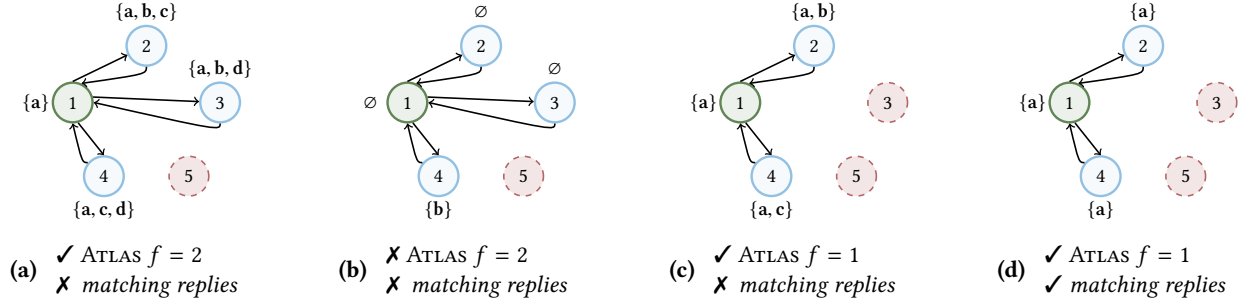 {a, b, c}
2
{a, b, d}
{a} 1 3
4 5
{a, c, d}
(a) ✓ ATLAS f = 2
✗ matching replies
∅
2
∅
∅ 1 3
4 5
{b}
(b) ✗ ATLAS f = 2
✗ matching replies
{a, b}
2
{a} 1 3
4 5
{a, c}
(c) ✓ ATLAS f = 1
✗ matching replies
{a}
2
{a} 1 3
4 5
{a}
(d) ✓ ATLAS f = 1
✓ matching replies